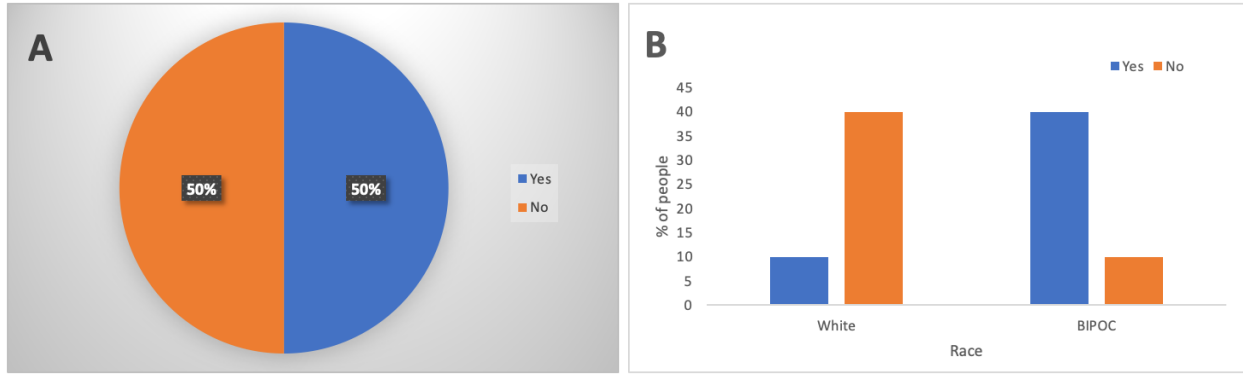 A
50%
50%
Yes
No
B
Yes
No
45
40
35
30
25
20
15
10
5
0
% of people
White
BIPOC
Race